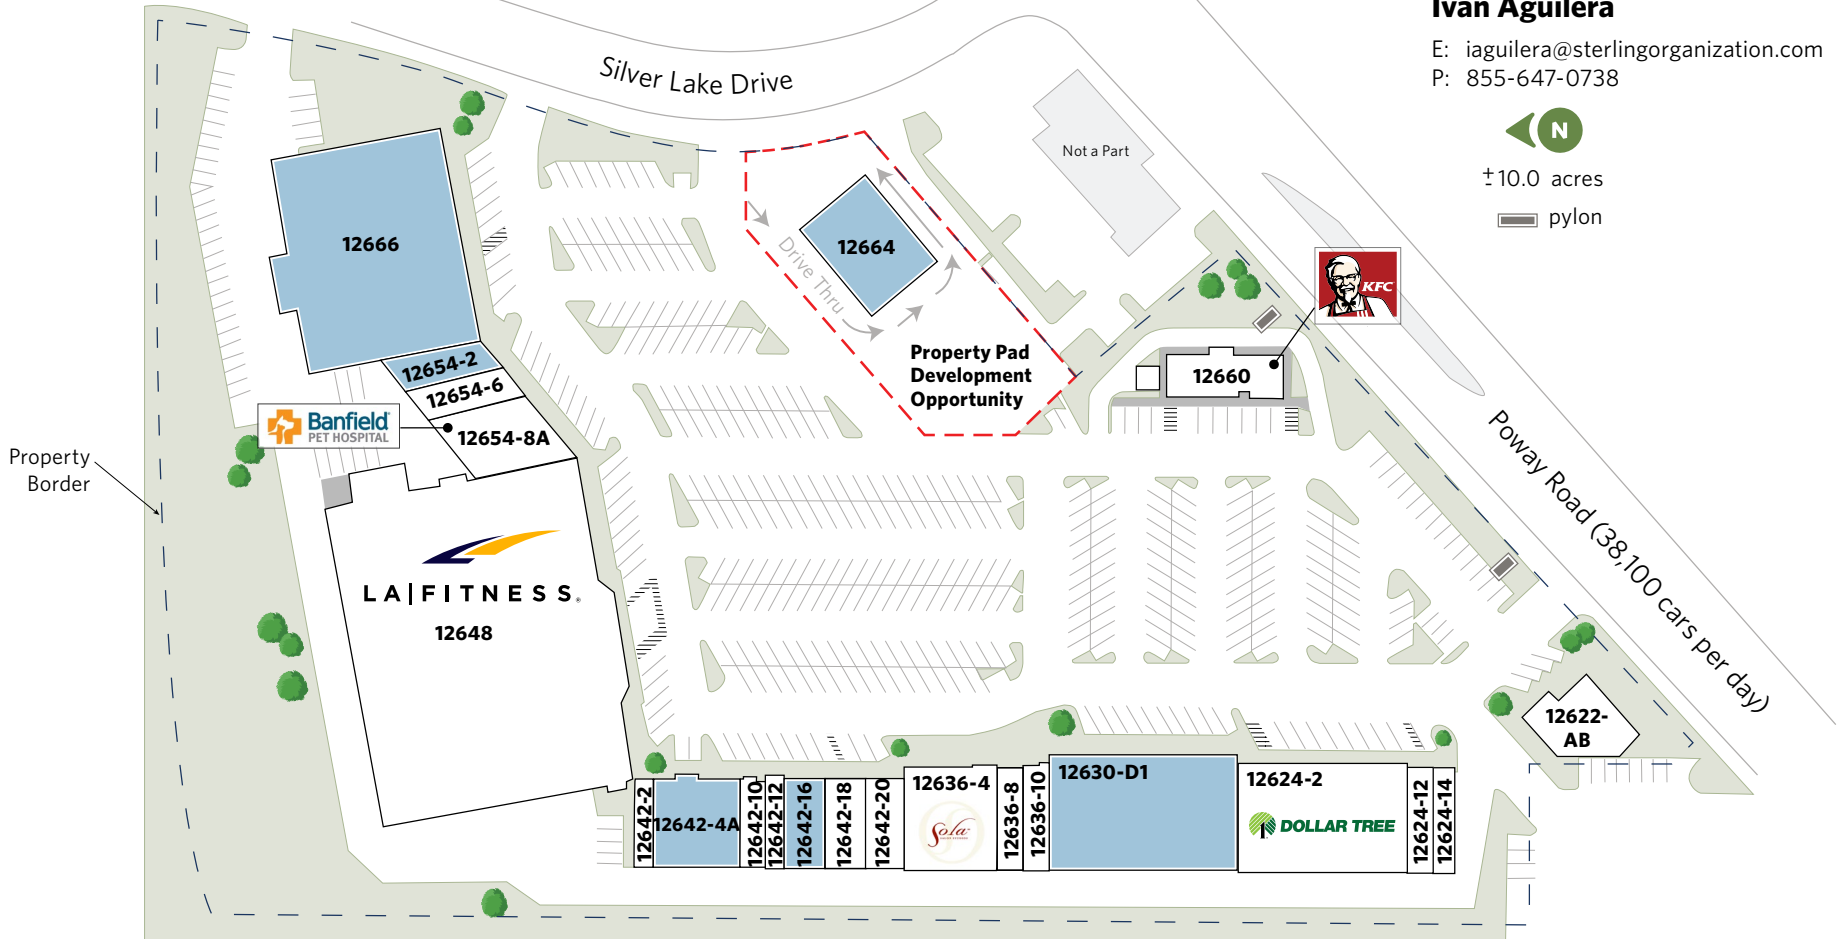 Ivan Aguilera
E: iaguilera@sterlingorganization.com
P: 855-647-0738
N
±10.0 acres
pylon
Silver Lake Drive
Not a Part
12666
12664
Drive Thru
KFC
12654-2
12654-6
Property Pad
Development
Opportunity
12660
Banfield
PET HOSPITAL
12654-8A
Property
Border
Poway Road (38,100 cars per day)
LA|FITNESS.
12648
12622-
AB
12642-2
12642-4A
12642-10
12642-12
12642-16
12642-18
12642-20
12636-4
Sola
12636-8
12636-10
12630-D1
12624-2
DOLLAR TREE
12624-12
12624-14